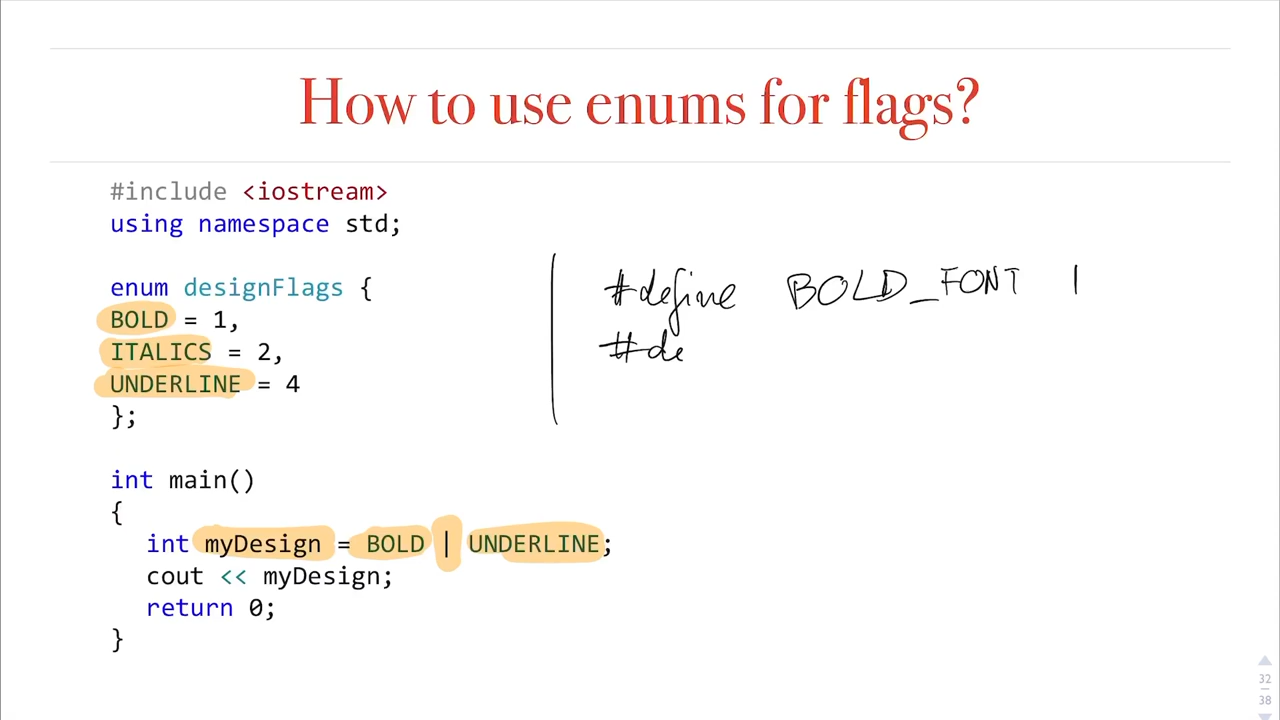 How to use enums for flags?
#include <iostream>
using namespace std;
enum designFlags {
BOLD = 1,
ITALICS = 2,
UNDERLINE = 4
};
#define BOLD_FONT 1
#de
int main()
{
int myDesign = BOLD | UNDERLINE;
cout << myDesign;
return 0;
}
32
38